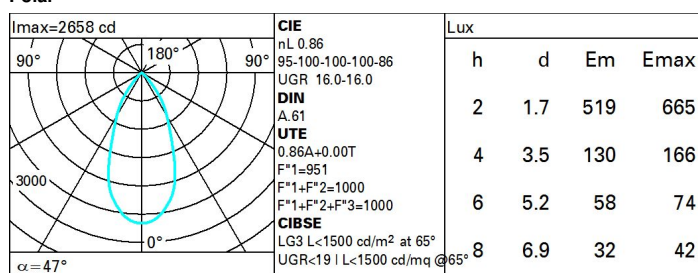 Imax=2658 cd
90°
180°
90°
3000
0°
α=47°
CIE
nL 0.86
95-100-100-100-86
UGR 16.0-16.0
DIN
A.61
UTE
0.86A+0.00T
F"1=951
F"1+F"2=1000
F"1+F"2+F"3=1000
CIBSE
LG3 L<1500 cd/m² at 65°
UGR<19 | L<1500 cd/mq @65°
Lux
h d Em Emax
2 1.7 519 665
4 3.5 130 166
6 5.2 58 74
8 6.9 32 42